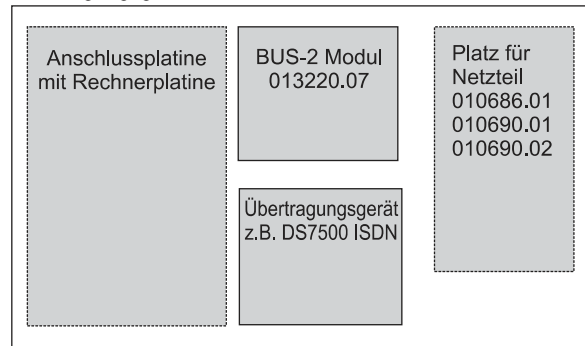 Anschlussplatine
mit Rechnerplatine
BUS-2 Modul
013220.07
Übertragungsgerät
z.B. DS7500 ISDN
Platz für
Netzteil
010686.01
010690.01
010690.02